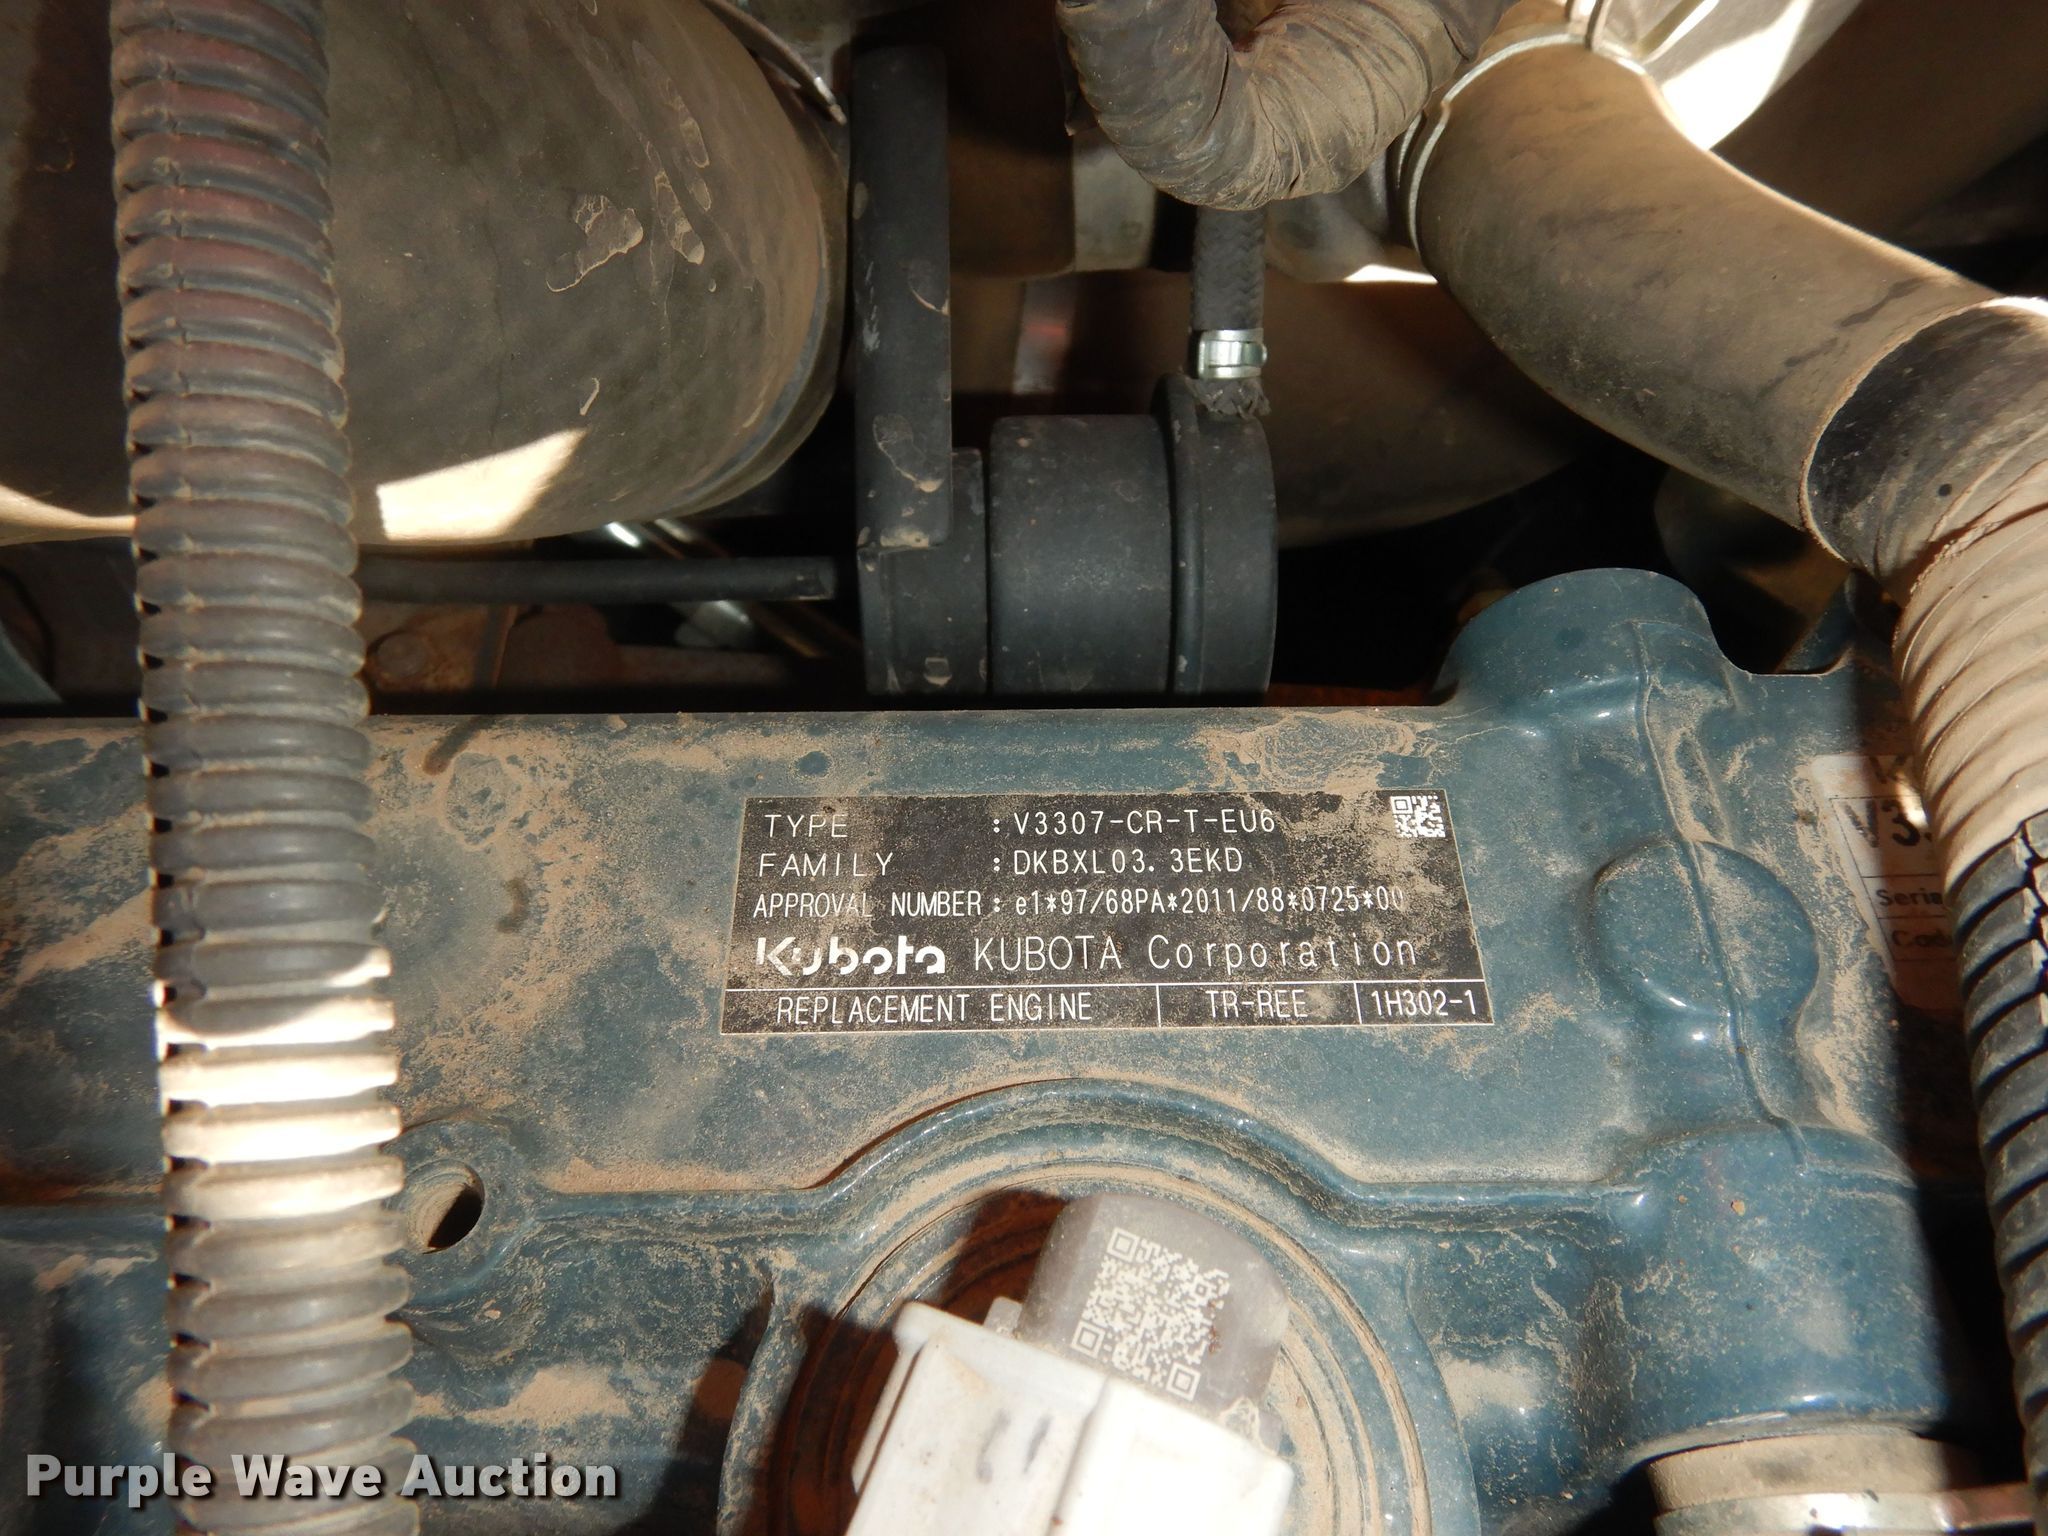 TYPE : V3307-CR-T-EU6
FAMILY : DKBXL03.3EKD
APPROVAL NUMBER : e1*97/68PA*2011/88*0725*00
Kubota KUBOTA Corporation
REPLACEMENT ENGINE TR-REE 1H302-1
Purple Wave Auction